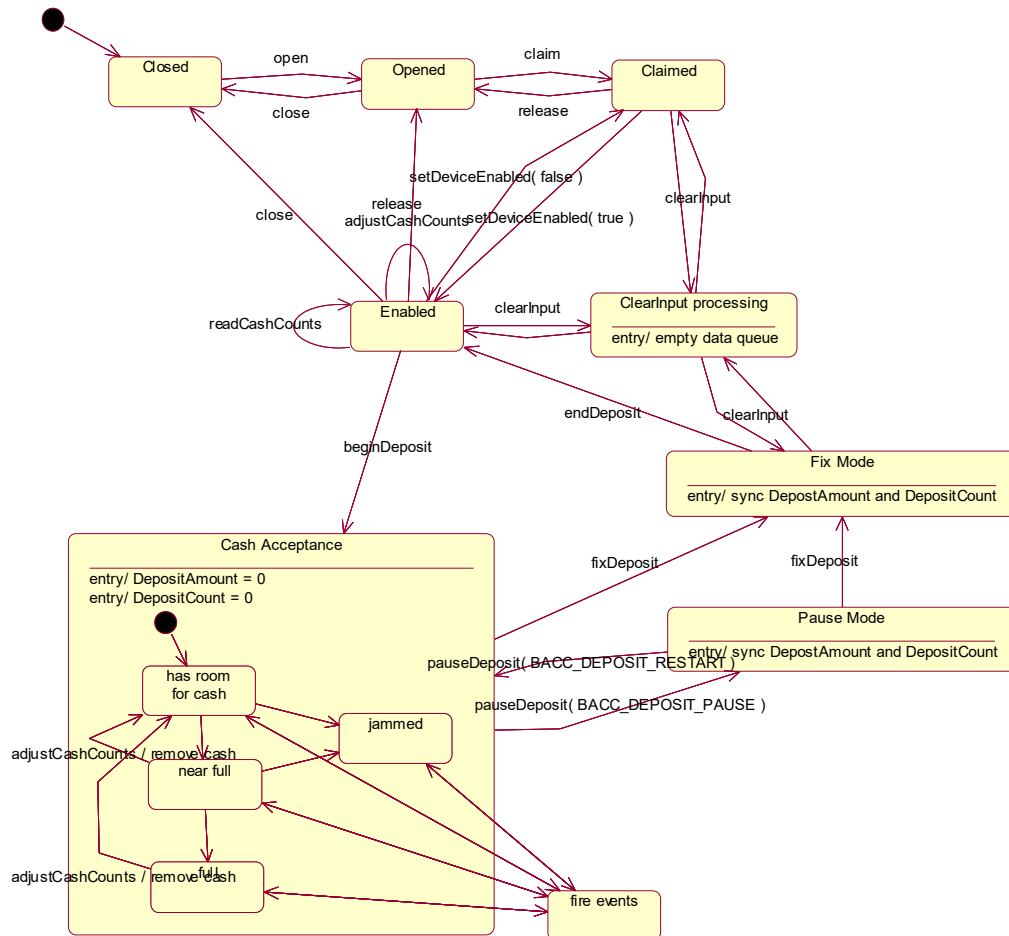 Closed
open
Opened
claim
Claimed
close
release
setDeviceEnabled( false )
clearInput
release
close
adjustCashCounts
setDeviceEnabled( true )
Enabled
clearInput
ClearInput processing
readCashCounts
entry/ empty data queue
endDeposit
clearInput
beginDeposit
Fix Mode
entry/ sync DepostAmount and DepositCount
Cash Acceptance
fixDeposit
fixDeposit
entry/ DepositAmount = 0
entry/ DepositCount = 0
Pause Mode
entry/ sync DepostAmount and DepositCount
pauseDeposit( BACC_DEPOSIT_RESTART )
has room
for cash
pauseDeposit( BACC_DEPOSIT_PAUSE )
jammed
adjustCashCounts / remove cash
near full
full
adjustCashCounts / remove cash
fire events